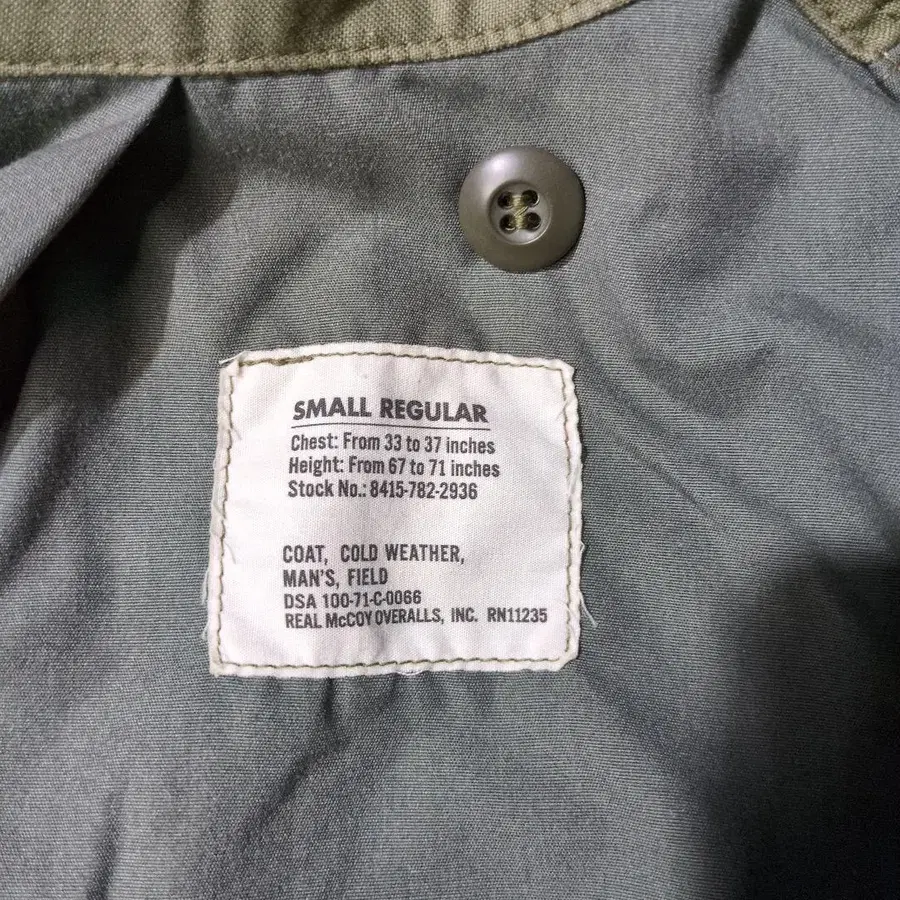 SMALL REGULAR
Chest: From 33 to 37 inches
Height: From 67 to 71 inches
Stock No.: 8415-782-2936
COAT, COLD WEATHER,
MAN'S, FIELD
DSA 100-71-C-0066
REAL McCOY OVERALLS, INC. RN11235